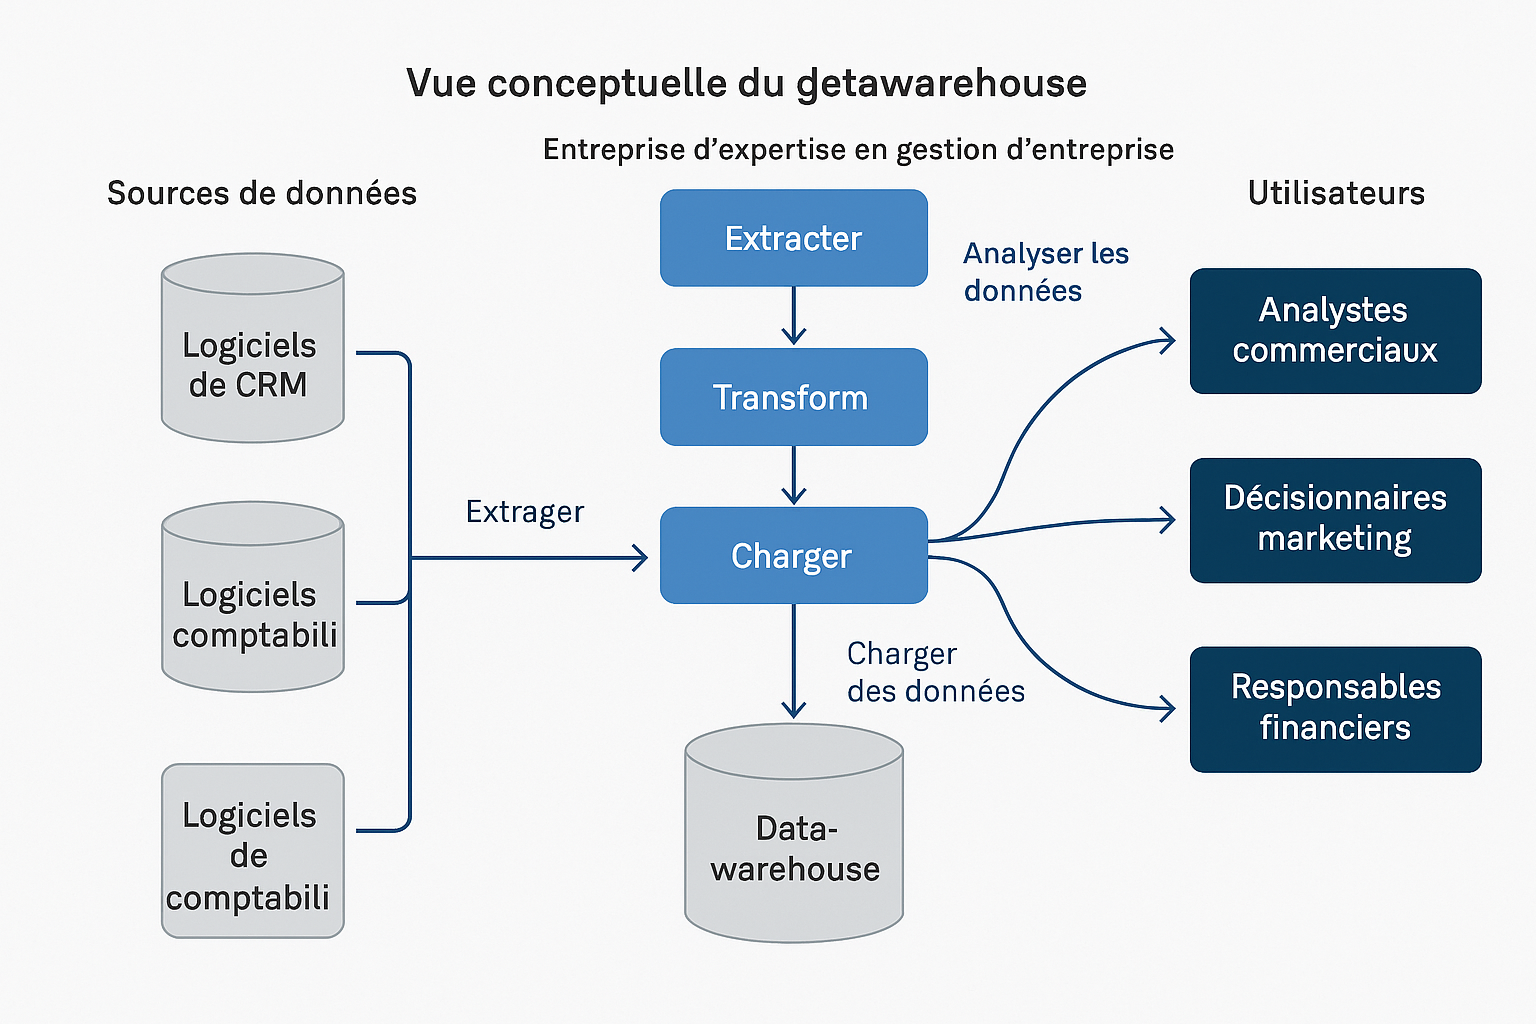 Vue conceptuelle du getawarehouse
Entreprise d'expertise en gestion d'entreprise
Sources de données
Logiciels
de CRM
Logiciels
comptabili
Logiciels
de
comptabili
Extrager
Extracter
Transform
Charger
Charger
des données
Data-
warehouse
Analyser les
données
Utilisateurs
Analystes
commerciaux
Décisionnaires
marketing
Responsables
financiers